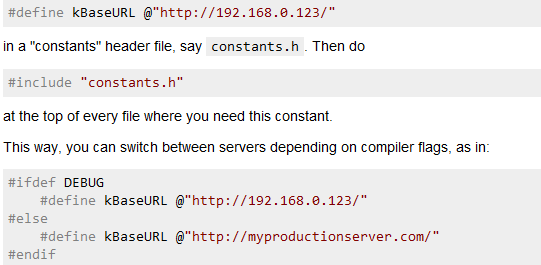 #define kBaseURL @"http://192.168.0.123/"
in a "constants" header file, say constants.h. Then do
#include "constants.h"
at the top of every file where you need this constant.
This way, you can switch between servers depending on compiler flags, as in:
#ifdef DEBUG
    #define kBaseURL @"http://192.168.0.123/"
#else
    #define kBaseURL @"http://myproductionserver.com/"
#endif